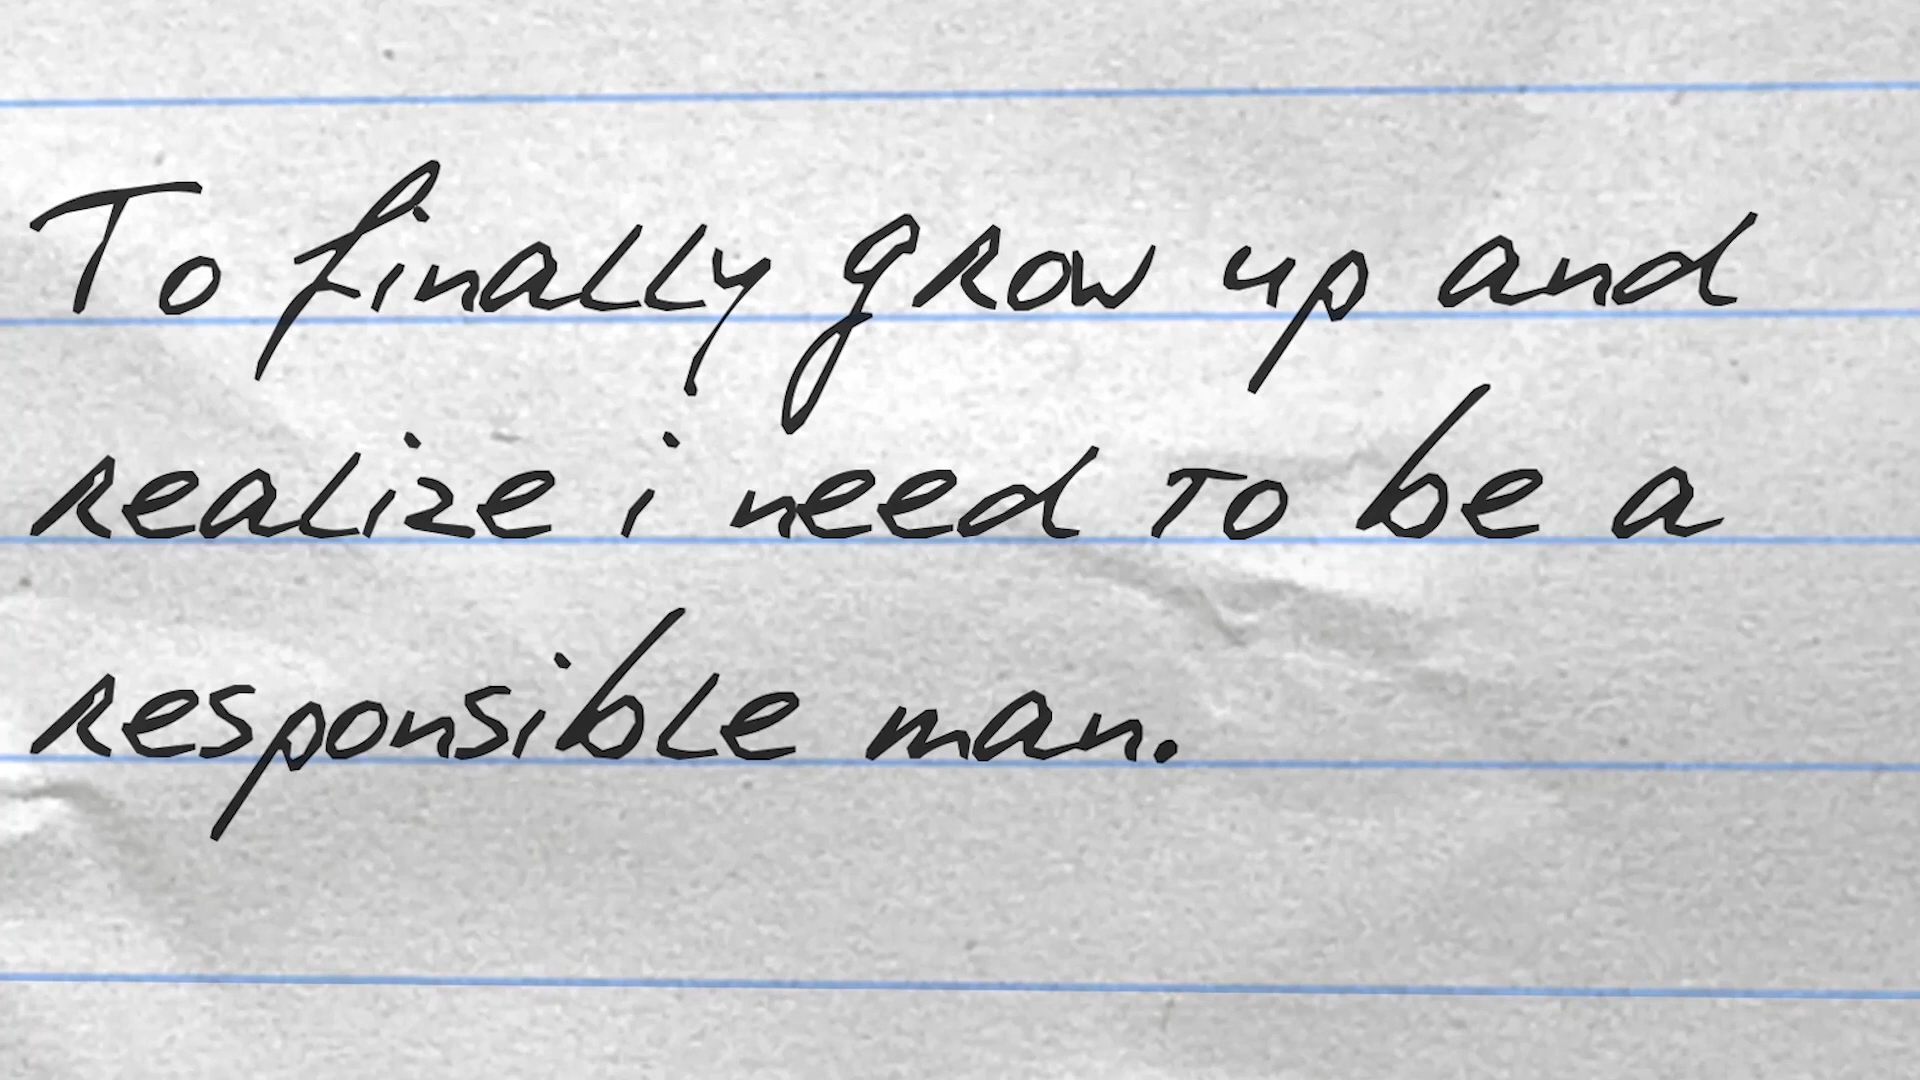 To finally grow up and
realize i need to be a
responsible man.